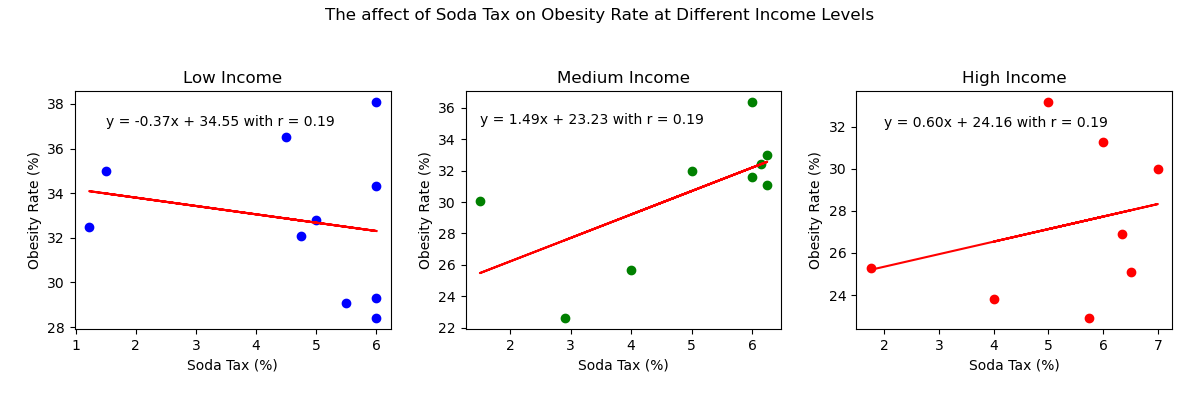 The affect of Soda Tax on Obesity Rate at Different Income Levels
Low Income
y = -0.37x + 34.55 with r = 0.19
Obesity Rate (%)
38
36
34
32
30
28
1 2 3 4 5 6
Soda Tax (%)
Medium Income
y = 1.49x + 23.23 with r = 0.19
Obesity Rate (%)
36
34
32
30
28
26
24
22
2 3 4 5 6
Soda Tax (%)
High Income
y = 0.60x + 24.16 with r = 0.19
Obesity Rate (%)
32
30
28
26
24
2 3 4 5 6 7
Soda Tax (%)